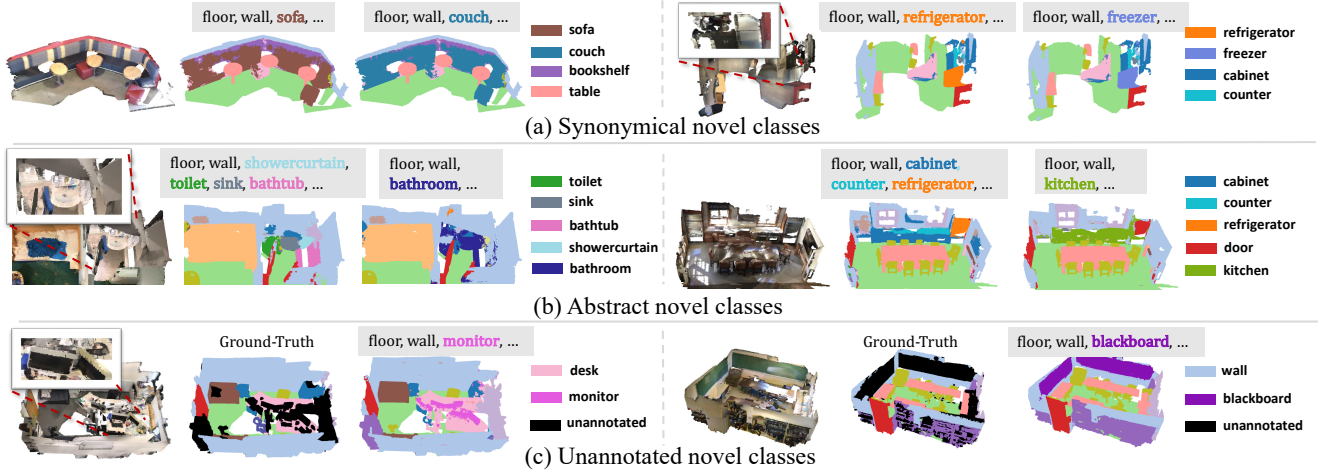 floor, wall, sofa, ...
floor, wall, couch, ...
sofa
couch
bookshelf
table
floor, wall, refrigerator, ...
floor, wall, freezer, ...
refrigerator
freezer
cabinet
counter
(a) Synonymical novel classes
floor, wall, showercurtain,
toilet, sink, bathtub, ...
floor, wall,
bathroom, ...
toilet
sink
bathtub
showercurtain
bathroom
floor, wall, cabinet,
counter, refrigerator, ...
floor, wall,
kitchen, ...
cabinet
counter
refrigerator
door
kitchen
(b) Abstract novel classes
Ground-Truth
floor, wall, monitor, ...
desk
monitor
unannotated
Ground-Truth
floor, wall, blackboard, ...
wall
blackboard
unannotated
(c) Unannotated novel classes